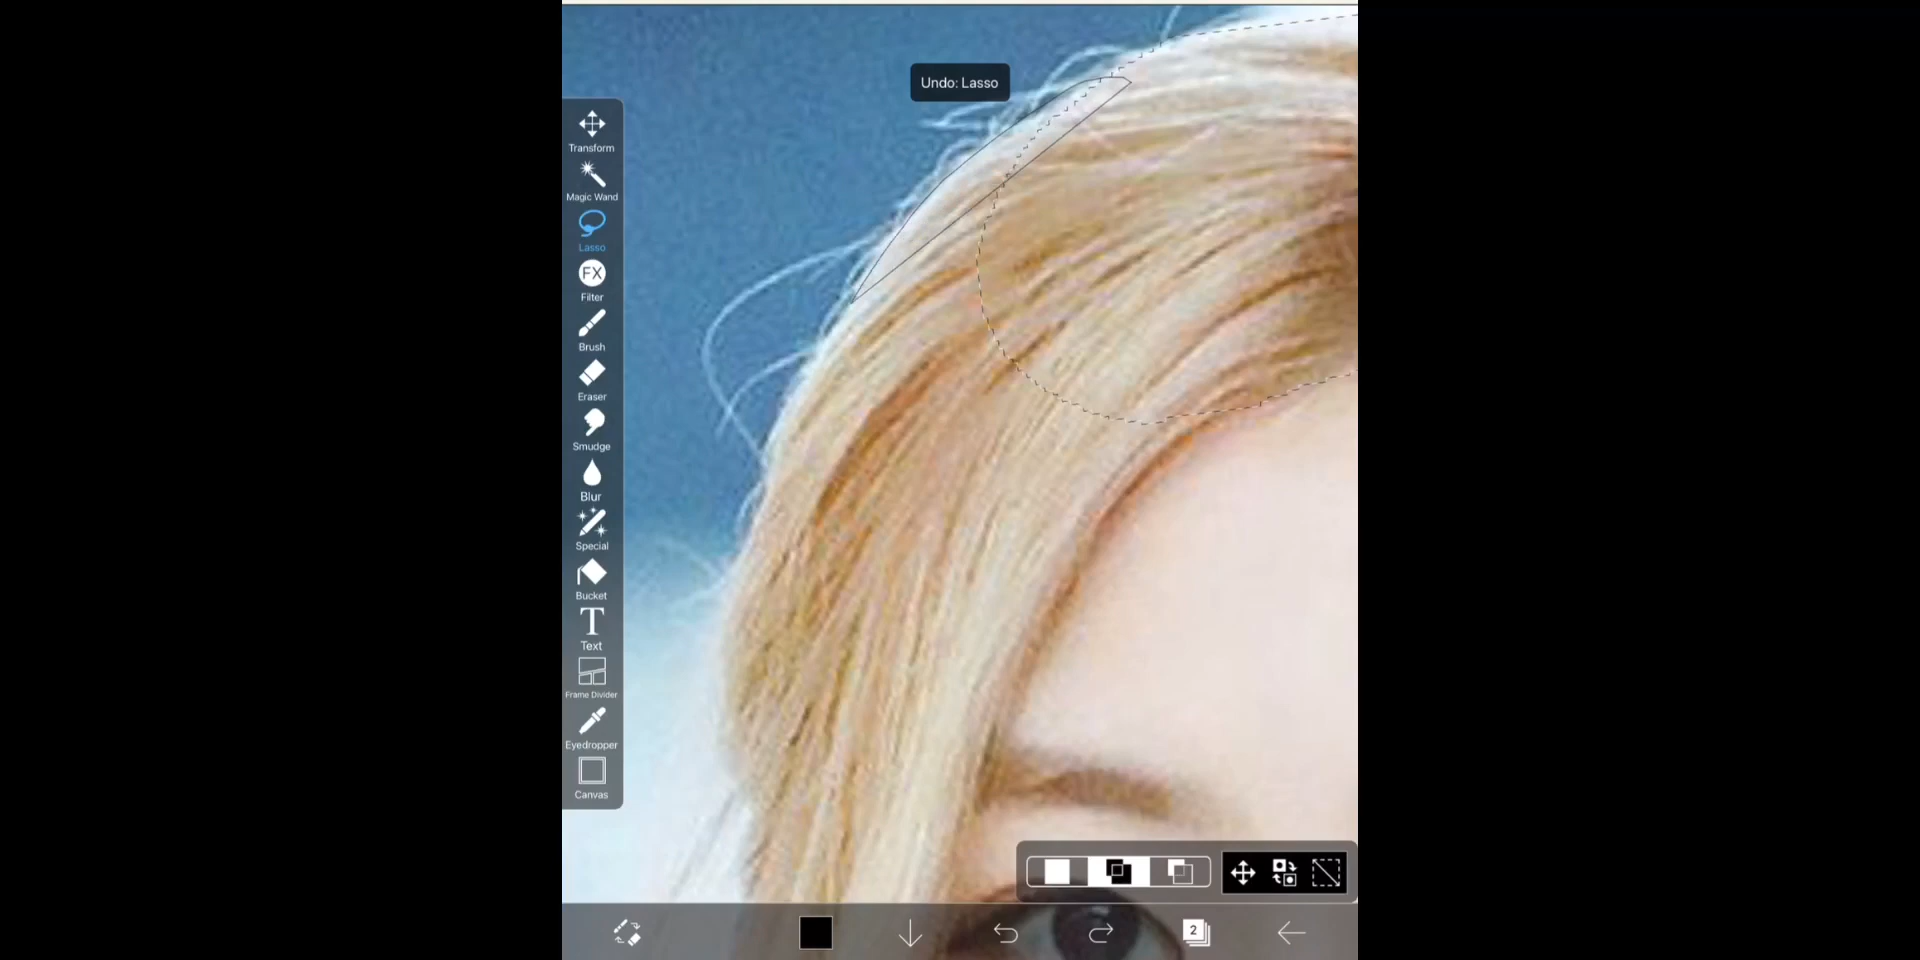 Undo: Lasso
Transform
Magic Wand
Lasso
FX
Filter
Brush
Eraser
Smudge
Blur
Special
Bucket
T
Text
Frame Divider
Eyedropper
Canvas
2